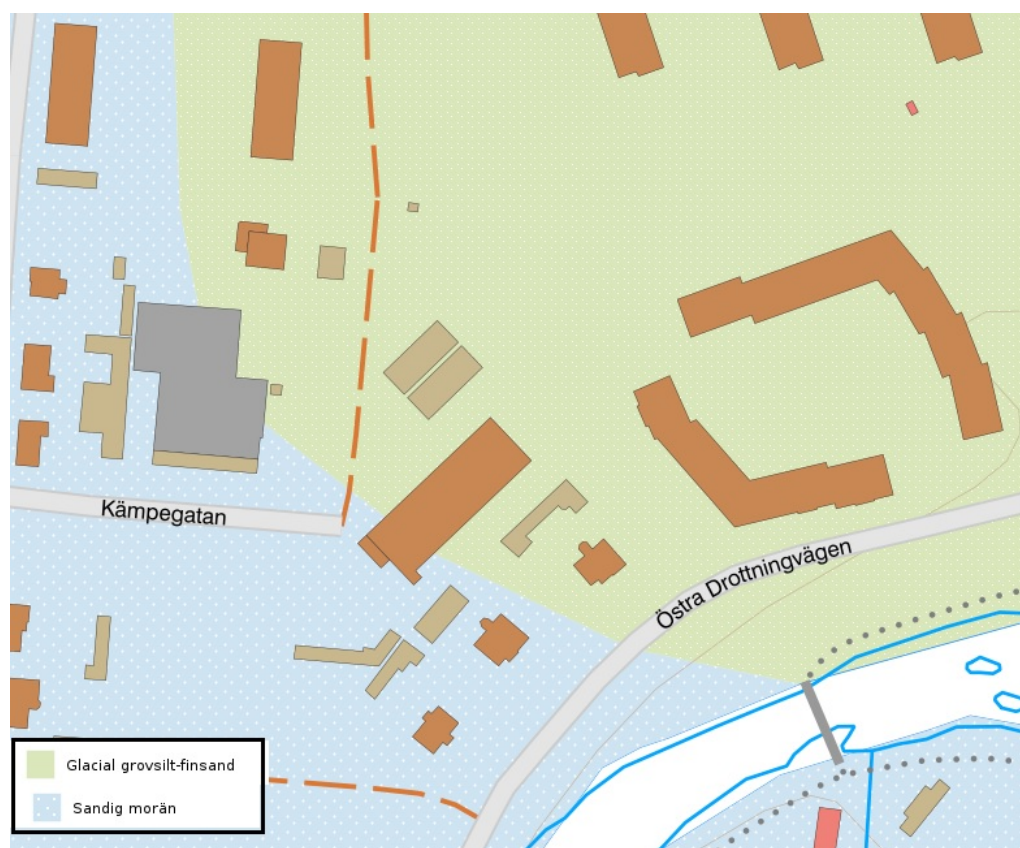 Kämpegatan
Östra Drottningvägen
Glacial grovsilt-finsand
Sandig morän